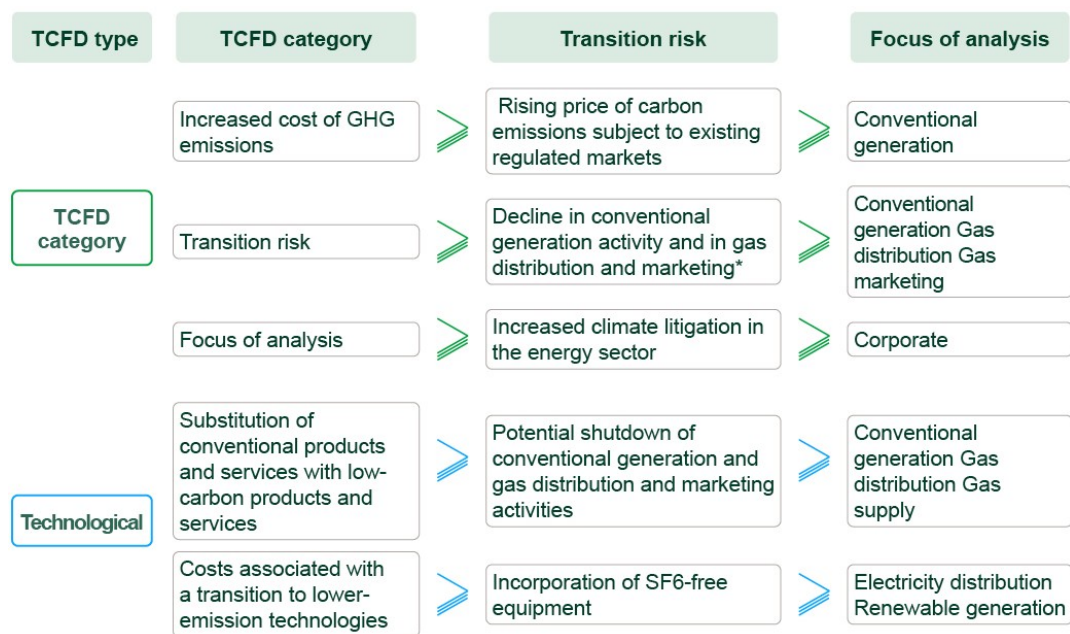 TCFD type
TCFD category
Transition risk
Focus of analysis
TCFD
category
Increased cost of GHG
emissions
Rising price of carbon
emissions subject to existing
regulated markets
Conventional
generation
Transition risk
Decline in conventional
generation activity and in gas
distribution and marketing*
Conventional
generation Gas
distribution Gas
marketing
Focus of analysis
Increased climate litigation in
the energy sector
Corporate
Technological
Substitution of
conventional products
and services with low-
carbon products and
services
Potential shutdown of
conventional generation and
gas distribution and marketing
activities
Conventional
generation Gas
distribution Gas
supply
Costs associated with
a transition to lower-
emission technologies
Incorporation of SF6-free
equipment
Electricity distribution
Renewable generation